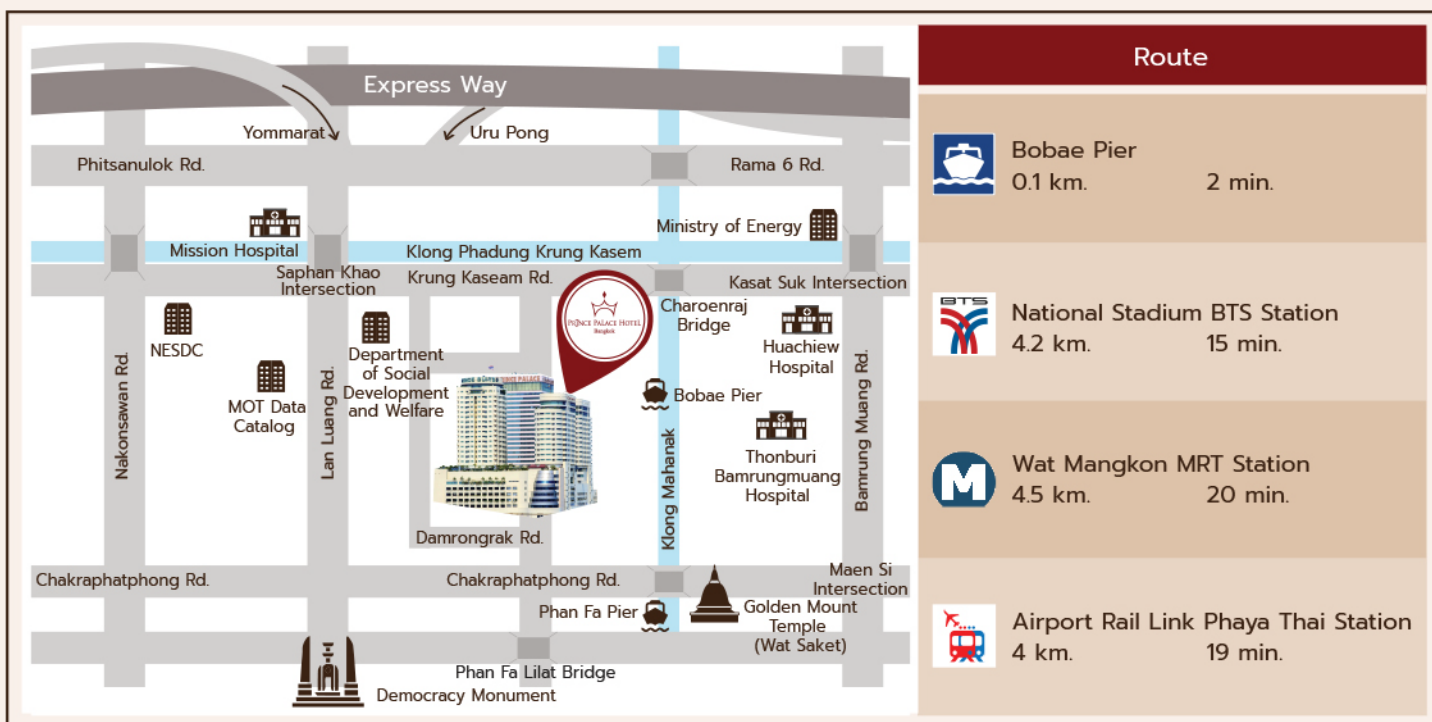 Express Way
Yommarat
Uru Pong
Phitsanulok Rd.
Rama 6 Rd.
Mission Hospital
Ministry of Energy
Klong Phadung Krung Kasem
Saphan Khao
Intersection
Krung Kaseam Rd.
Kasat Suk Intersection
PRINCE PALACE HOTEL
Bangkok
Charoenraj
Bridge
NESDC
Department
of Social
Development
and Welfare
Huachiew
Hospital
MOT Data
Catalog
Bobae Pier
Nakonsawan Rd.
Lan Luang Rd.
Klong Mahanak
Bamrung Muang Rd.
Thonburi
Bamrungmuang
Hospital
Damrongrak Rd.
Chakraphatphong Rd.
Chakraphatphong Rd.
Maen Si
Intersection
Phan Fa Pier
Golden Mount
Temple
(Wat Saket)
Phan Fa Lilat Bridge
Democracy Monument
Route
Bobae Pier
0.1 km. 2 min.
BTS
National Stadium BTS Station
4.2 km. 15 min.
M
Wat Mangkon MRT Station
4.5 km. 20 min.
Airport Rail Link Phaya Thai Station
4 km. 19 min.